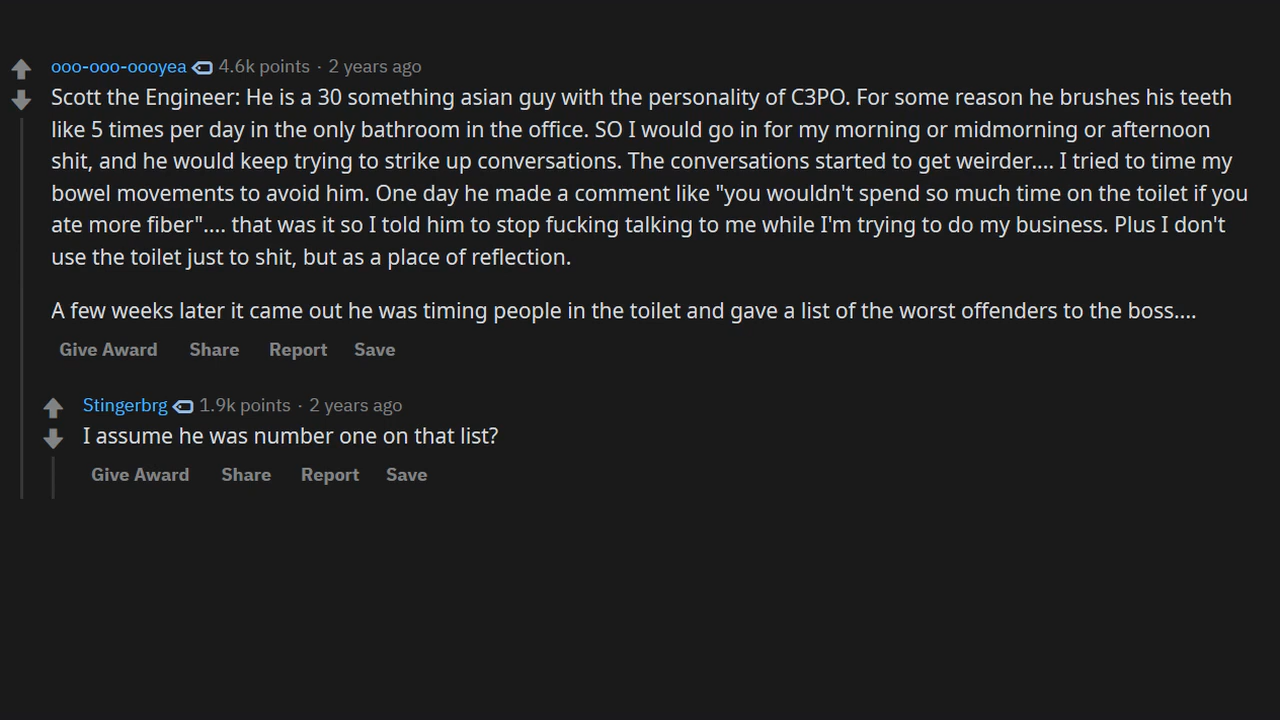 ooo-ooo-oooyea 4.6k points · 2 years ago
Scott the Engineer: He is a 30 something asian guy with the personality of C3PO. For some reason he brushes his teeth
like 5 times per day in the only bathroom in the office. SO I would go in for my morning or midmorning or afternoon
shit, and he would keep trying to strike up conversations. The conversations started to get weirder.... I tried to time my
bowel movements to avoid him. One day he made a comment like "you wouldn't spend so much time on the toilet if you
ate more fiber".... that was it so I told him to stop fucking talking to me while I'm trying to do my business. Plus I don't
use the toilet just to shit, but as a place of reflection.
A few weeks later it came out he was timing people in the toilet and gave a list of the worst offenders to the boss....
Give Award Share Report Save
Stingerbrg 1.9k points · 2 years ago
I assume he was number one on that list?
Give Award Share Report Save